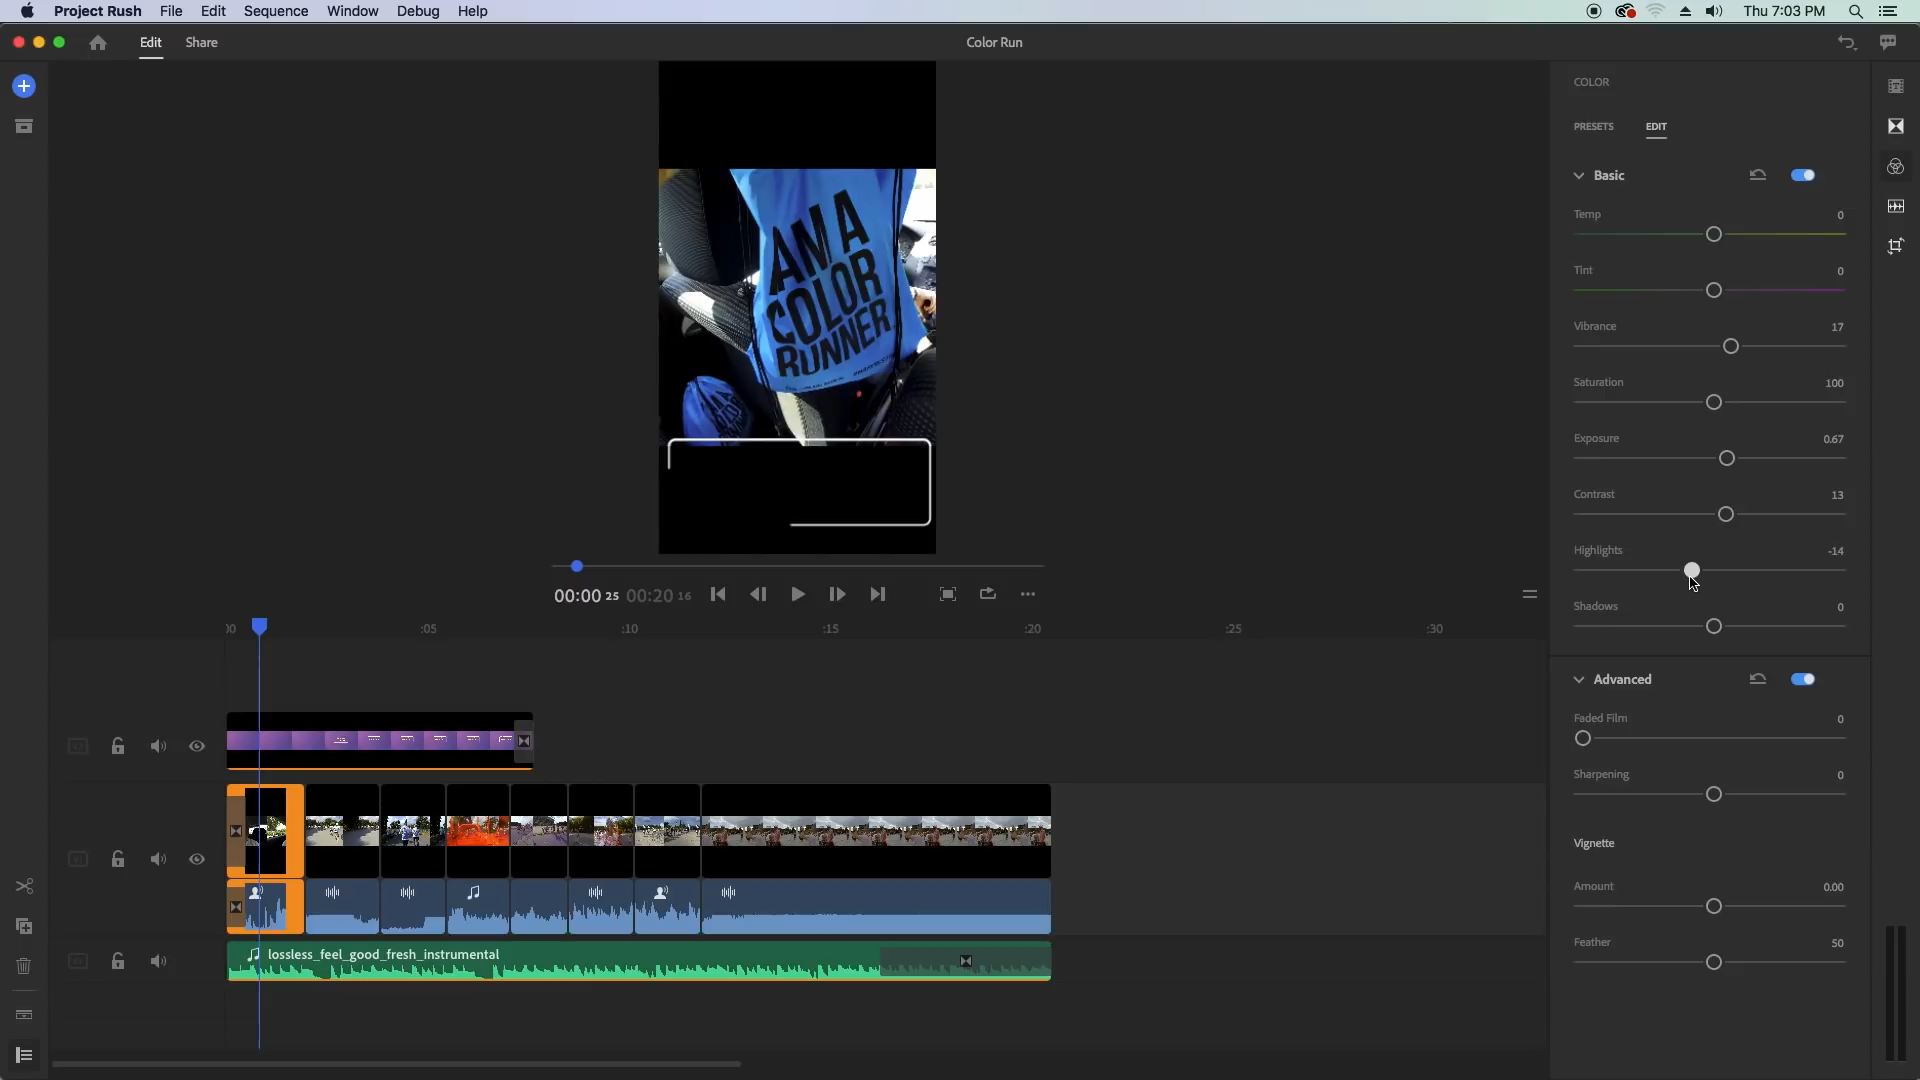 Project Rush File Edit Sequence Window Debug Help Thu 7:03 PM
Edit Share Color Run
COLOR
PRESETS EDIT
Basic
Temp 0
Tint 0
Vibrance 17
Saturation 100
Exposure 0.67
Contrast 13
Highlights -14
Shadows 0
Advanced
Faded Film 0
Sharpening 0
Vignette
Amount 0.00
Feather 50
AM A
COLOR
RUNNER
AM A
COLOR
00:00 25 00:20 16
00 :05 :10 :15 :20 :25 :30
lossless_feel_good_fresh_instrumental